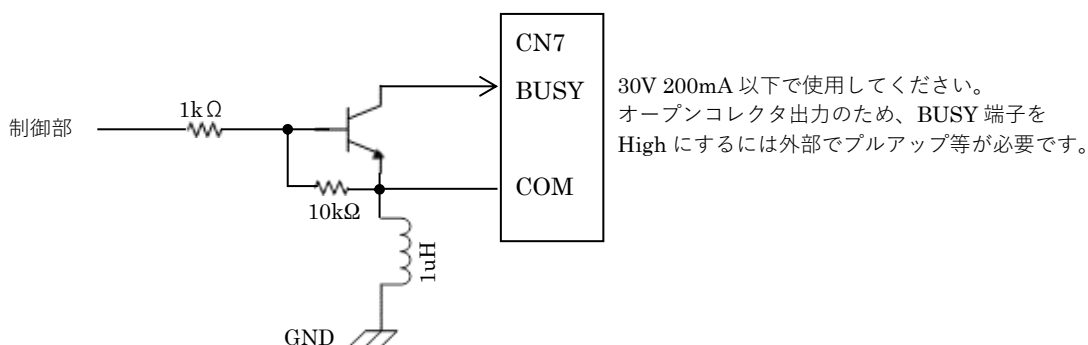 CN7
BUSY
30V 200mA 以下で使用してください。
オープンコレクタ出力のため、BUSY 端子を
High にするには外部でプルアップ等が必要です。
1kΩ
制御部
COM
10kΩ
1uH
GND